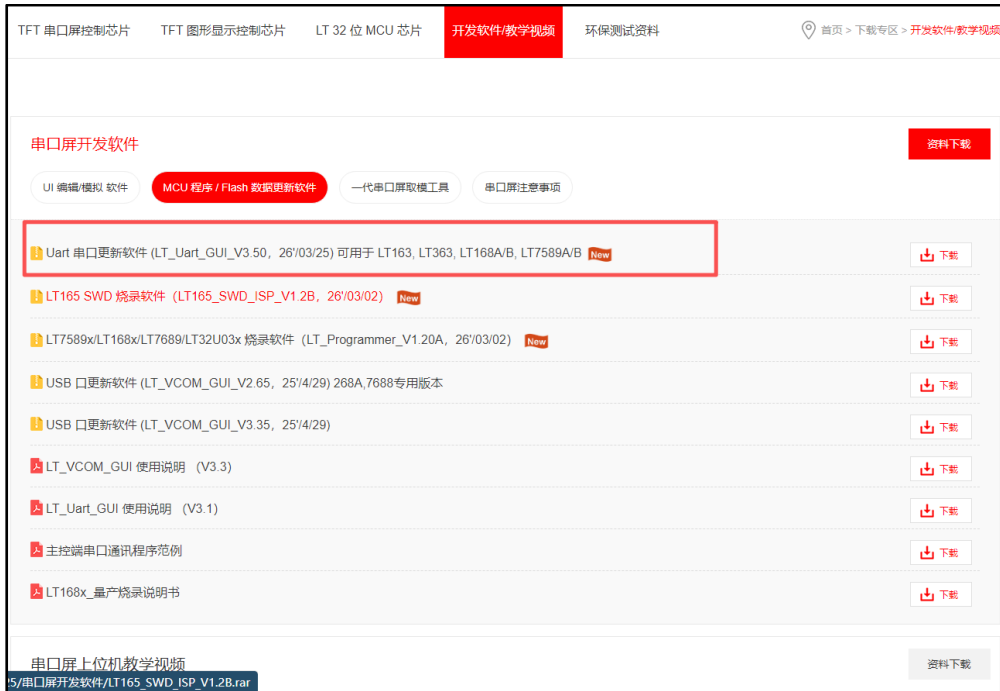 TFT 串口屏控制芯片 TFT 图形显示控制芯片 LT 32 位 MCU 芯片 开发软件/教学视频 环保测试资料 首页 > 下载专区 > 开发软件/教学视频
串口屏开发软件 资料下载
UI 编辑/模拟 软件 MCU 程序 / Flash 数据更新软件 一代串口屏取模工具 串口屏注意事项
Uart 串口更新软件 (LT_Uart_GUI_V3.50，26'/03/25) 可用于 LT163, LT363, LT168A/B, LT7589A/B New 下载
LT165 SWD 烧录软件（LT165_SWD_ISP_V1.2B，26'/03/02） New 下载
LT7589x/LT168x/LT7689/LT32U03x 烧录软件（LT_Programmer_V1.20A，26'/03/02） New 下载
USB 口更新软件 (LT_VCOM_GUI_V2.65，25'/4/29) 268A,7688专用版本 下载
USB 口更新软件 (LT_VCOM_GUI_V3.35，25'/4/29) 下载
LT_VCOM_GUI 使用说明 （V3.3） 下载
LT_Uart_GUI 使用说明 （V3.1） 下载
主控端串口通讯程序范例 下载
LT168x_量产烧录说明书 下载
串口屏上位机教学视频 资料下载
25/串口屏开发软件/LT165_SWD_ISP_V1.2B.rar